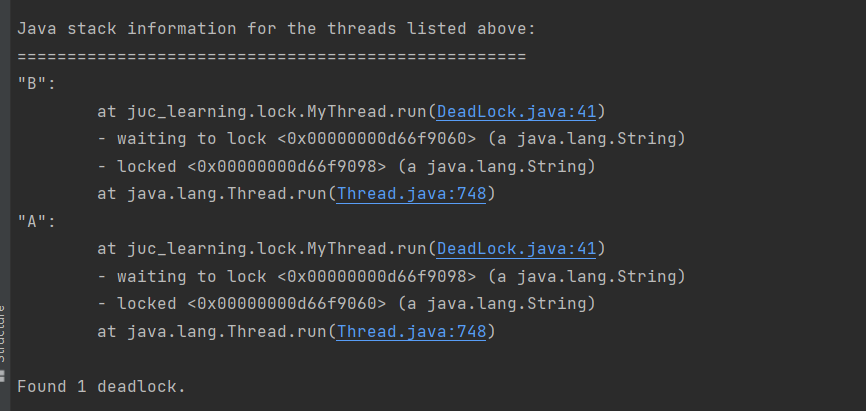 Java stack information for the threads listed above:
===================================================
"B":
at juc_learning.lock.MyThread.run(DeadLock.java:41)
- waiting to lock <0x00000000d66f9060> (a java.lang.String)
- locked <0x00000000d66f9098> (a java.lang.String)
at java.lang.Thread.run(Thread.java:748)
"A":
at juc_learning.lock.MyThread.run(DeadLock.java:41)
- waiting to lock <0x00000000d66f9098> (a java.lang.String)
- locked <0x00000000d66f9060> (a java.lang.String)
at java.lang.Thread.run(Thread.java:748)
Found 1 deadlock.
Structure